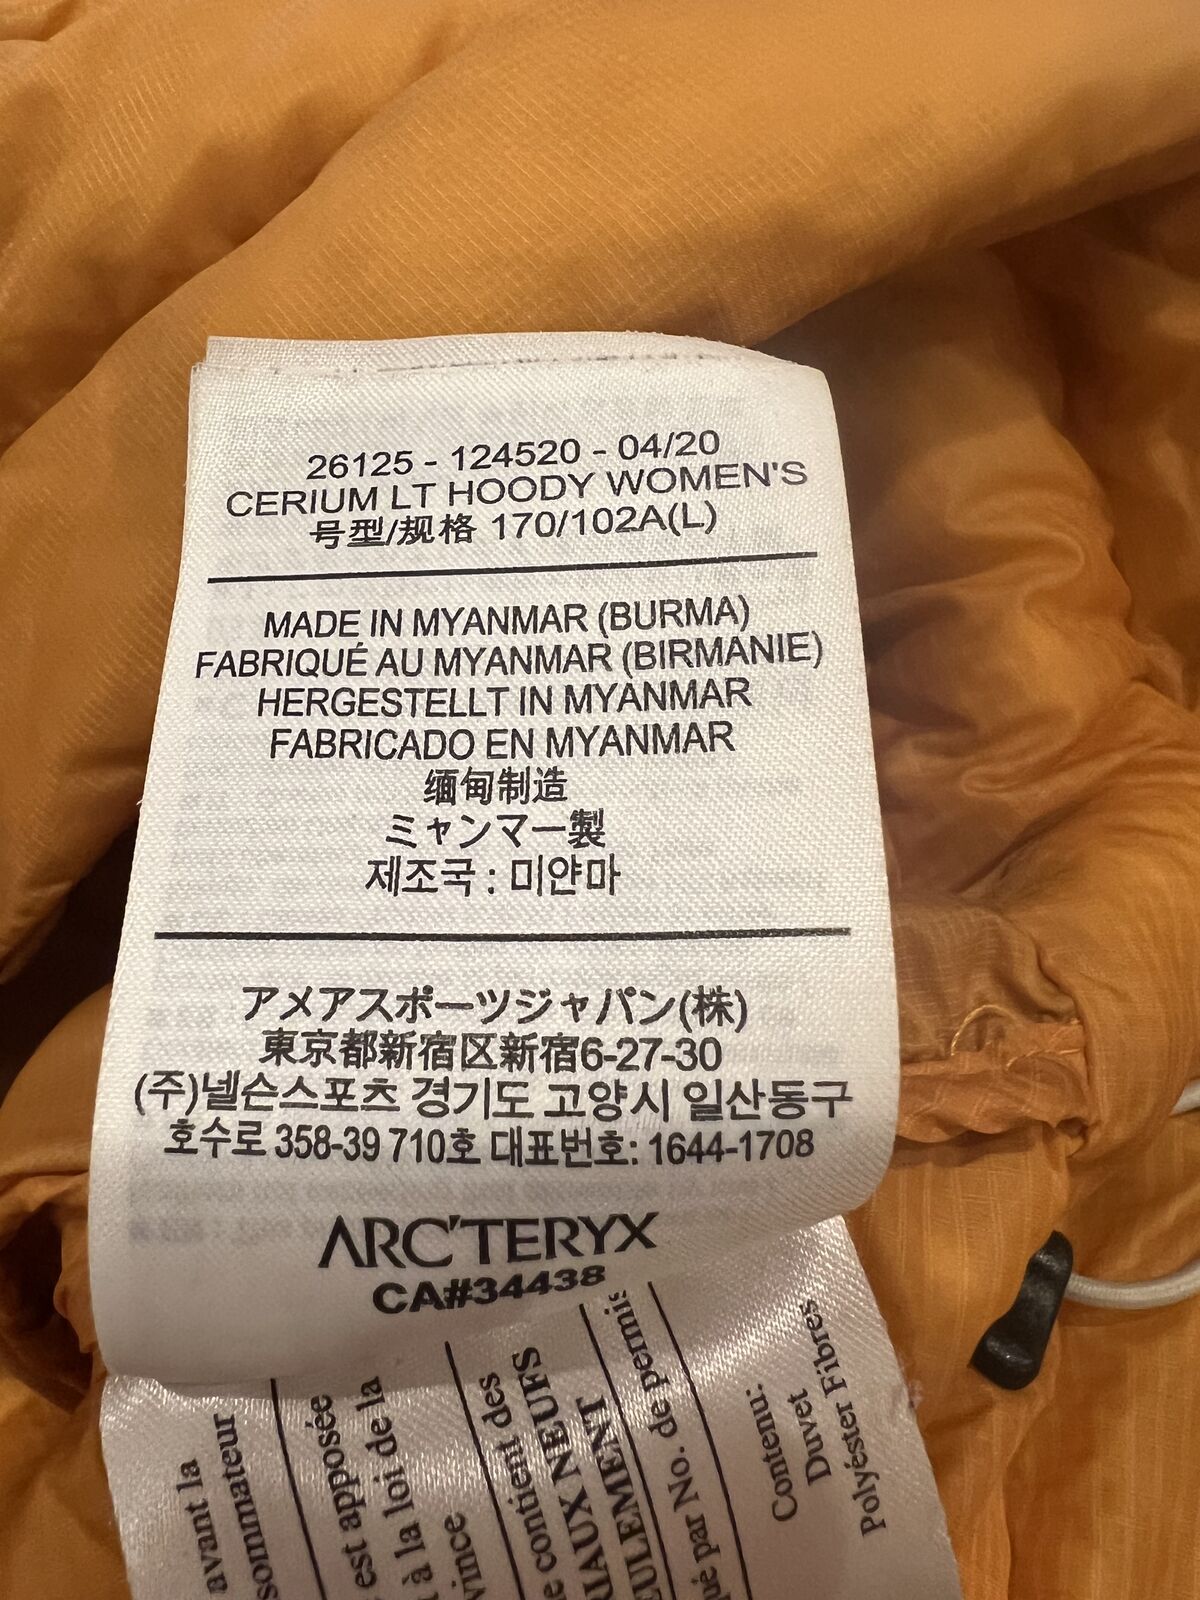 26125 - 124520 - 04/20
CERIUM LT HOODY WOMEN'S
号型/规格 170/102A(L)
MADE IN MYANMAR (BURMA)
FABRIQUÉ AU MYANMAR (BIRMANIE)
HERGESTELLT IN MYANMAR
FABRICADO EN MYANMAR
缅甸制造
ミャンマー製
제조국 : 미얀마
アメアスポーツジャパン(株)
東京都新宿区新宿6-27-30
(주)넬슨스포츠 경기도 고양시 일산동구
호수로 358-39 710호 대표번호: 1644-1708
ARC'TERYX
CA#34438
avant la
sommateur
est apposée
à la loi de la
vince
contient des
NEUES
par No. de permis
Contenu:
Duvet
Polyester Fibres